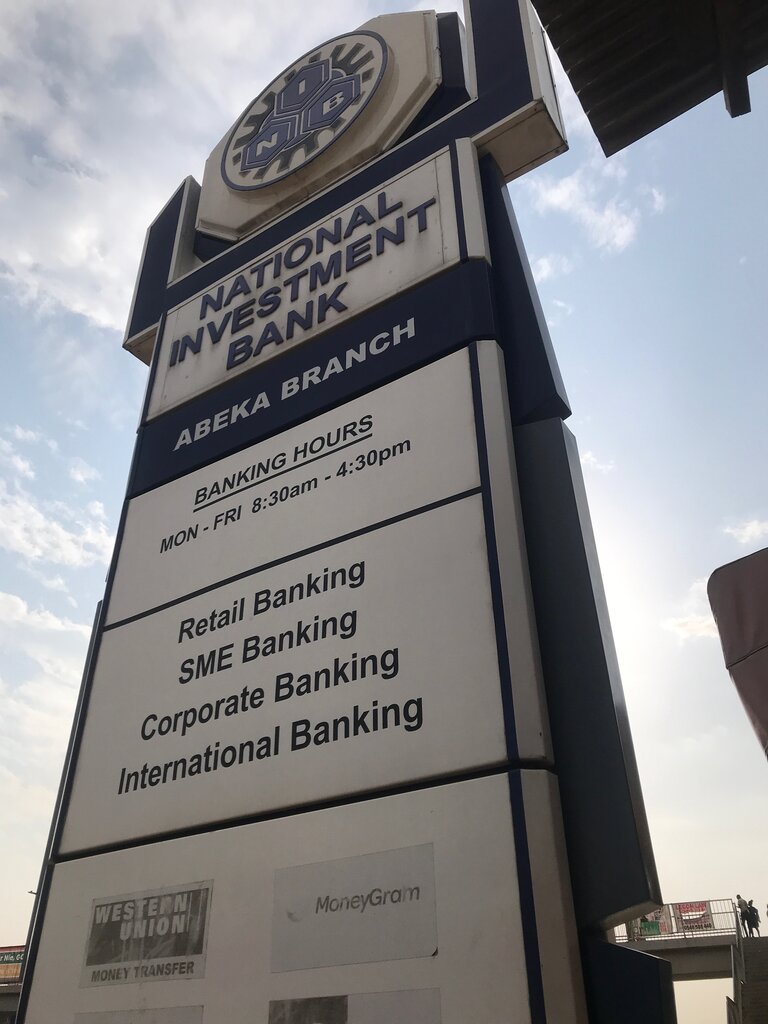 NIB
NATIONAL
INVESTMENT
BANK
ABEKA BRANCH
BANKING HOURS
MON - FRI 8:30am - 4:30pm
Retail Banking
SME Banking
Corporate Banking
International Banking
WESTERN
UNION
MONEY TRANSFER
MoneyGram